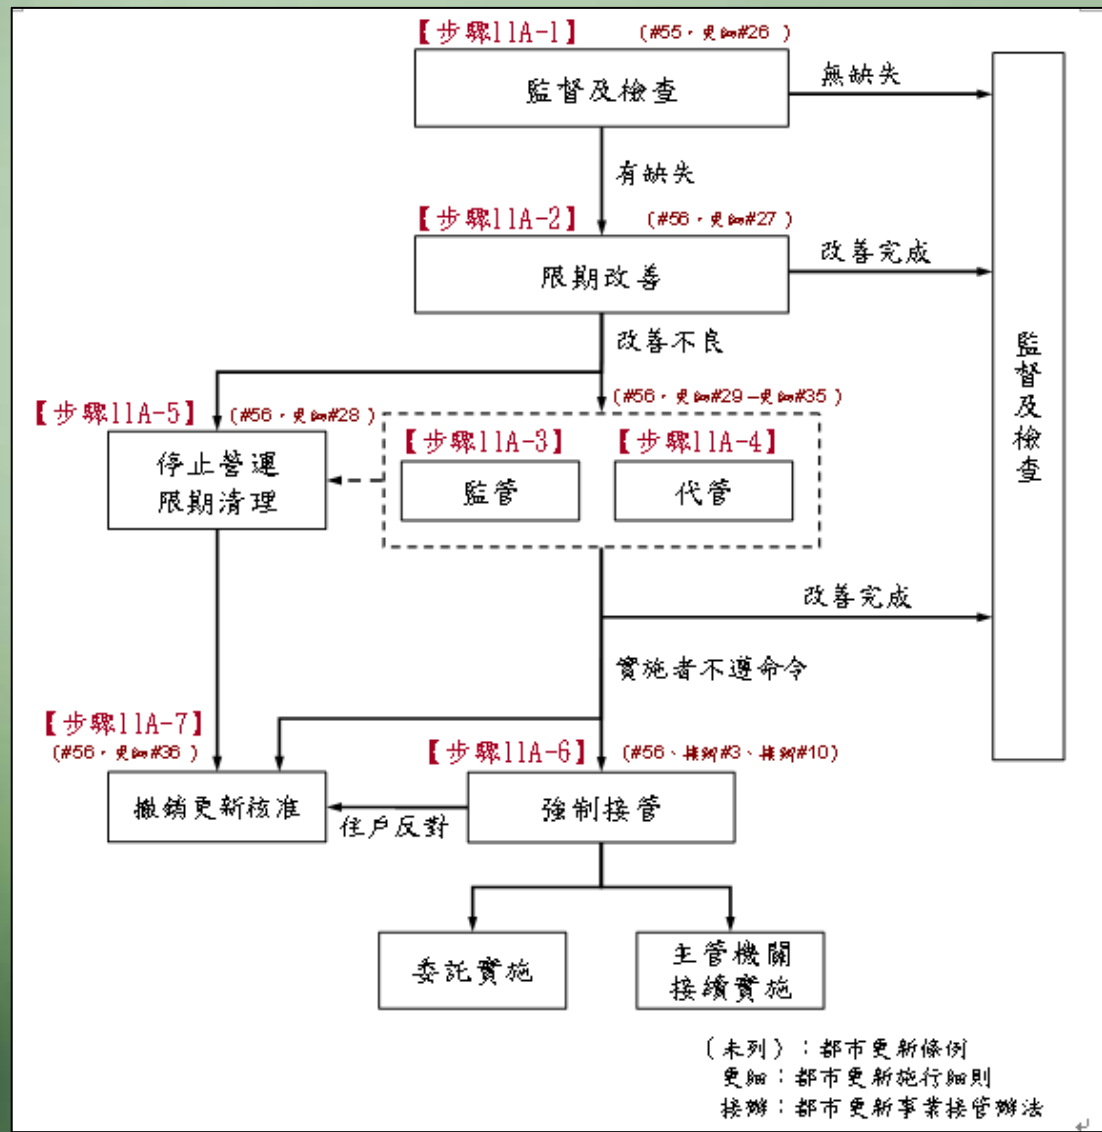 【步驟11A-1】
(#55，更細#26)
監督及檢查
無缺失
有缺失
【步驟11A-2】
(#56，更細#27)
限期改善
改善完成
改善不良
監督及檢查
【步驟11A-5】
(#56，更細#28)
停止營運
限期清理
(#56，更細#29－更細#35)
【步驟11A-3】
監管
【步驟11A-4】
代管
改善完成
實施者不遵命令
【步驟11A-7】
(#56，更細#36)
撤銷更新核准
【步驟11A-6】
(#56、接辦#3、接辦#10)
強制接管
住戶反對
委託實施
主管機關
接續實施
(未列)：都市更新條例
更細：都市更新施行細則
接辦：都市更新事業接管辦法